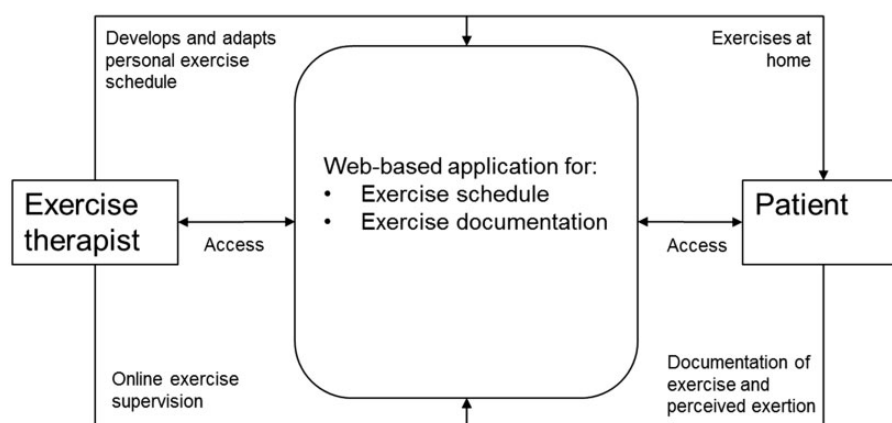 Develops and adapts
personal exercise
schedule
Exercises at
home
Web-based application for:
• Exercise schedule
• Exercise documentation
Exercise
therapist
Access
Patient
Access
Online exercise
supervision
Documentation of
exercise and
perceived exertion